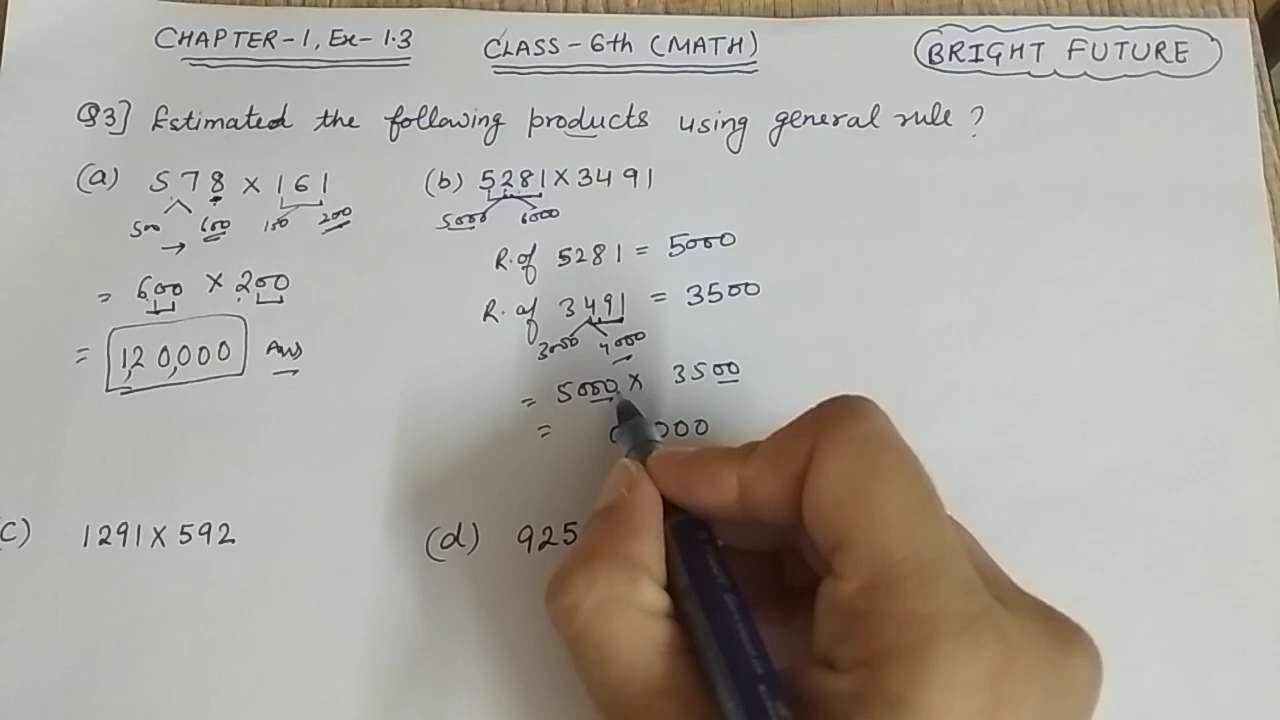 CHAPTER-1, Ex-1.3 CLASS-6th (MATH) BRIGHT FUTURE
Q3] Estimated the following products using general rule?
(a) 578 × 161 (b) 5281 × 3491
500 600 100 200 5000 6000
R. of 5281 = 5000
= 600 × 200
R. of 3491 = 3500
3000 4000
= 1,20,000 Ans
= 5000 × 3500
= 000
(c) 1291 × 592 (d) 925